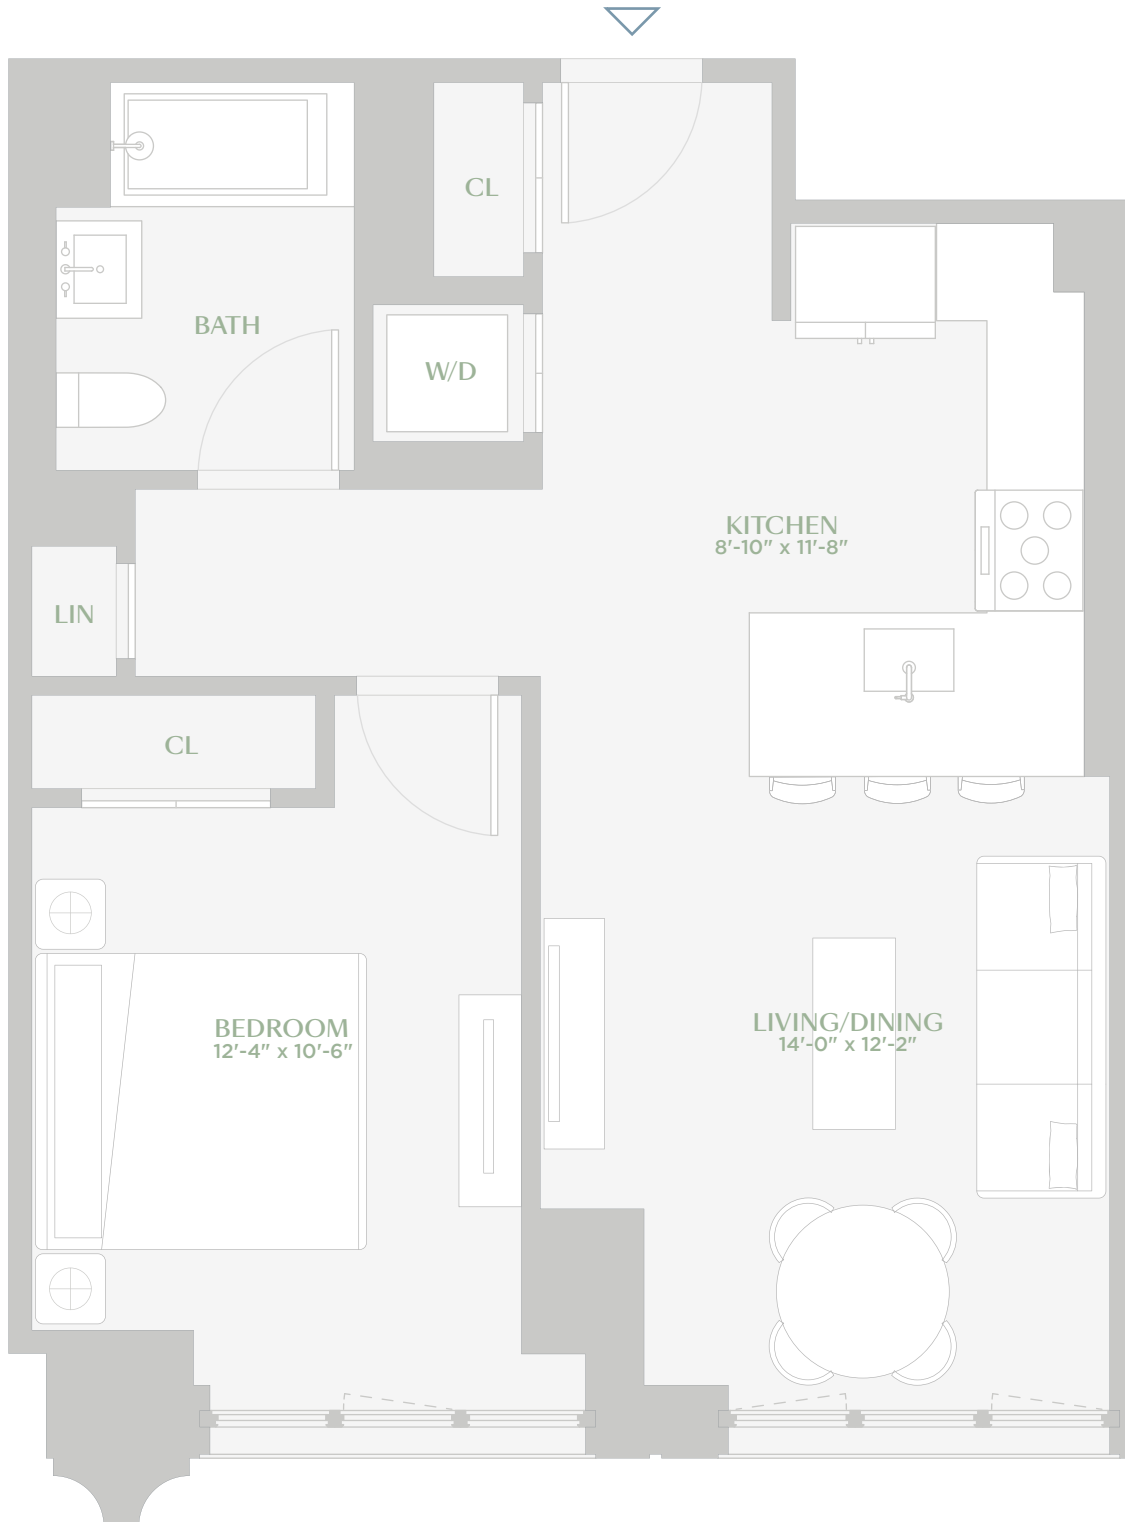 CL
BATH
W/D
KITCHEN
8'-10" x 11'-8"
LIN
CL
BEDROOM
12'-4" x 10'-6"
LIVING/DINING
14'-0" x 12'-2"